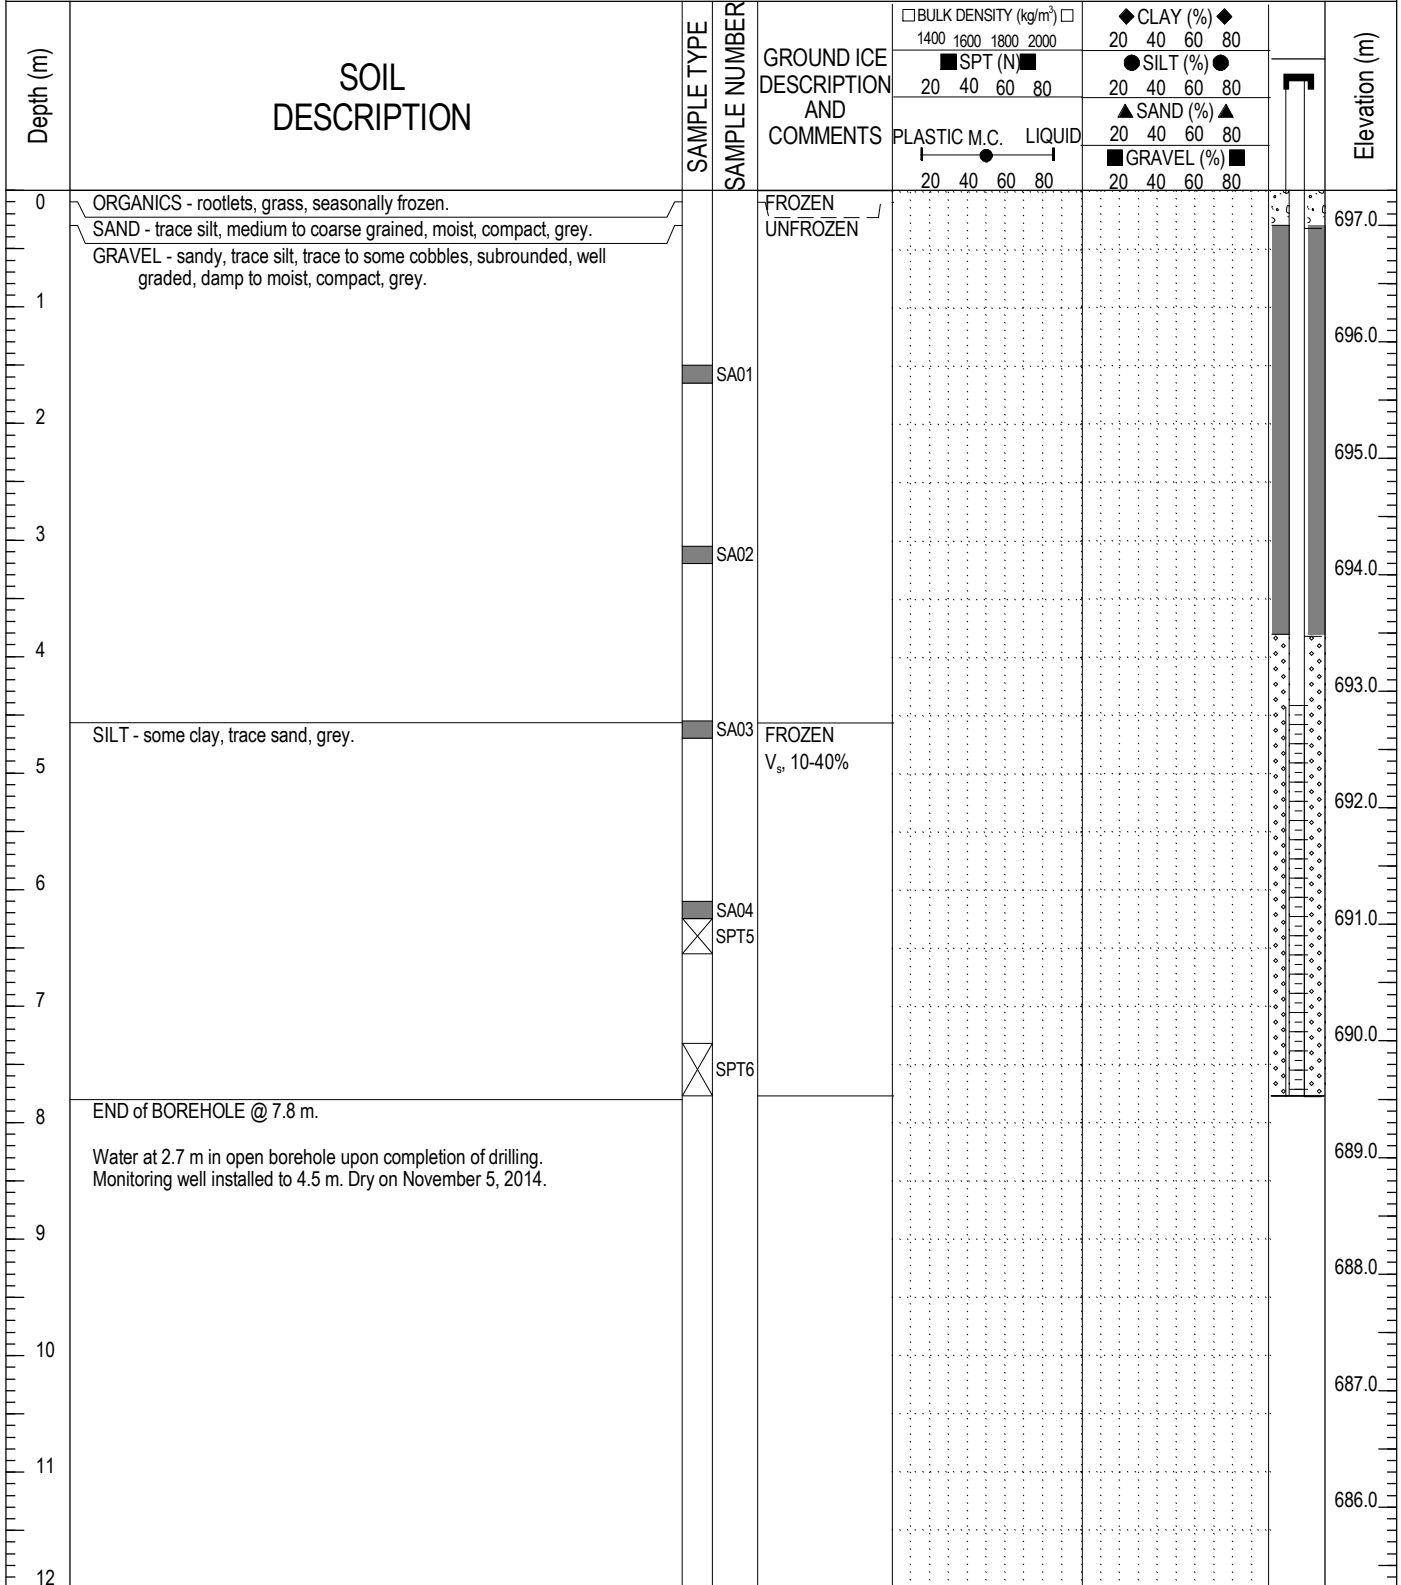 Depth (m)
SOIL
DESCRIPTION
SAMPLE TYPE
SAMPLE NUMBER
GROUND ICE
DESCRIPTION
AND
COMMENTS
□ BULK DENSITY (kg/m³) □
1400 1600 1800 2000
■ SPT (N) ■
20 40 60 80
PLASTIC M.C. LIQUID
20 40 60 80
◆ CLAY (%) ◆
20 40 60 80
● SILT (%) ●
20 40 60 80
▲ SAND (%) ▲
20 40 60 80
■ GRAVEL (%) ■
20 40 60 80
Elevation (m)
0
ORGANICS - rootlets, grass, seasonally frozen.
FROZEN
SAND - trace silt, medium to coarse grained, moist, compact, grey.
UNFROZEN
697.0
GRAVEL - sandy, trace silt, trace to some cobbles, subrounded, well
graded, damp to moist, compact, grey.
1
696.0
SA01
2
695.0
3
SA02
694.0
4
693.0
SILT - some clay, trace sand, grey.
SA03
FROZEN
Vₛ, 10-40%
5
692.0
6
SA04
691.0
SPT5
7
690.0
SPT6
8
END of BOREHOLE @ 7.8 m.
Water at 2.7 m in open borehole upon completion of drilling.
689.0
Monitoring well installed to 4.5 m. Dry on November 5, 2014.
9
688.0
10
687.0
11
686.0
12